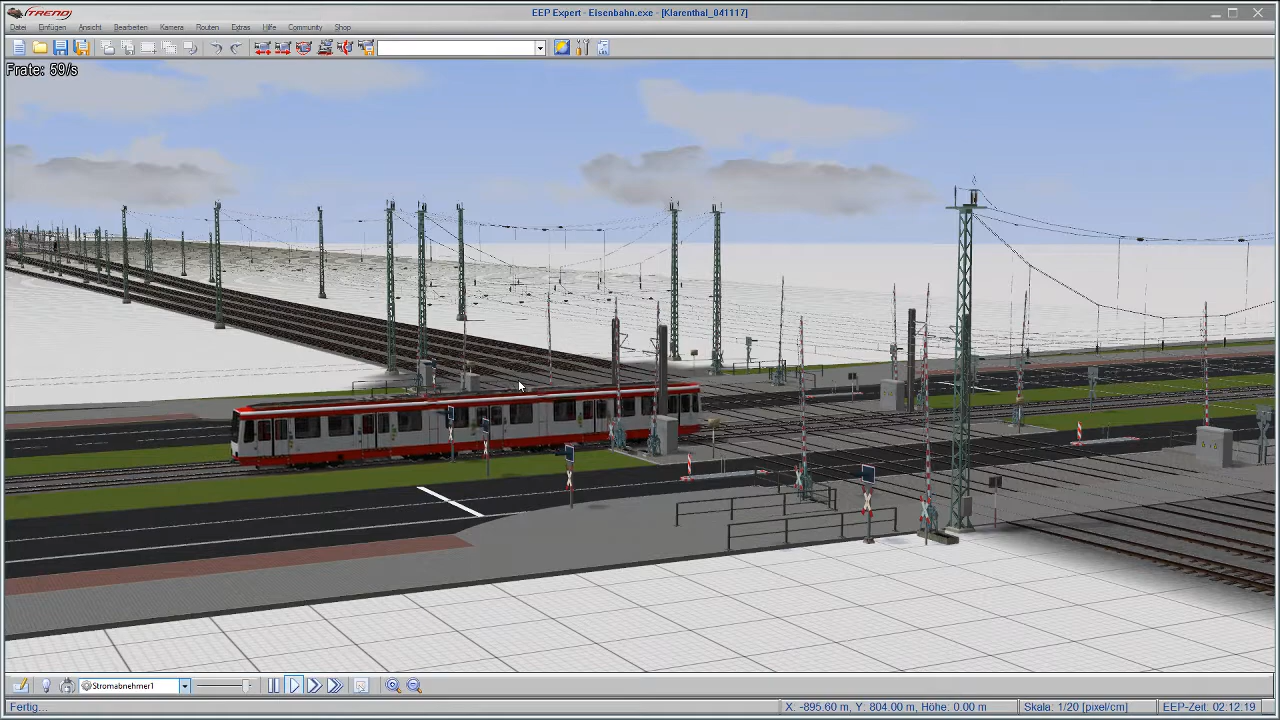 TREND
EEP Expert - Eisenbahn.exe - [Klarenthal_041117]
Datei Einfügen Ansicht Bearbeiten Kamera Routen Extras Hilfe Community Shop
Frate: 59/s
Stromabnehmer1
Fertig...
X: -895.60 m, Y: 804.00 m, Höhe: 0.00 m
Skala: 1/20 [pixel/cm]
EEP-Zeit: 02.12.19